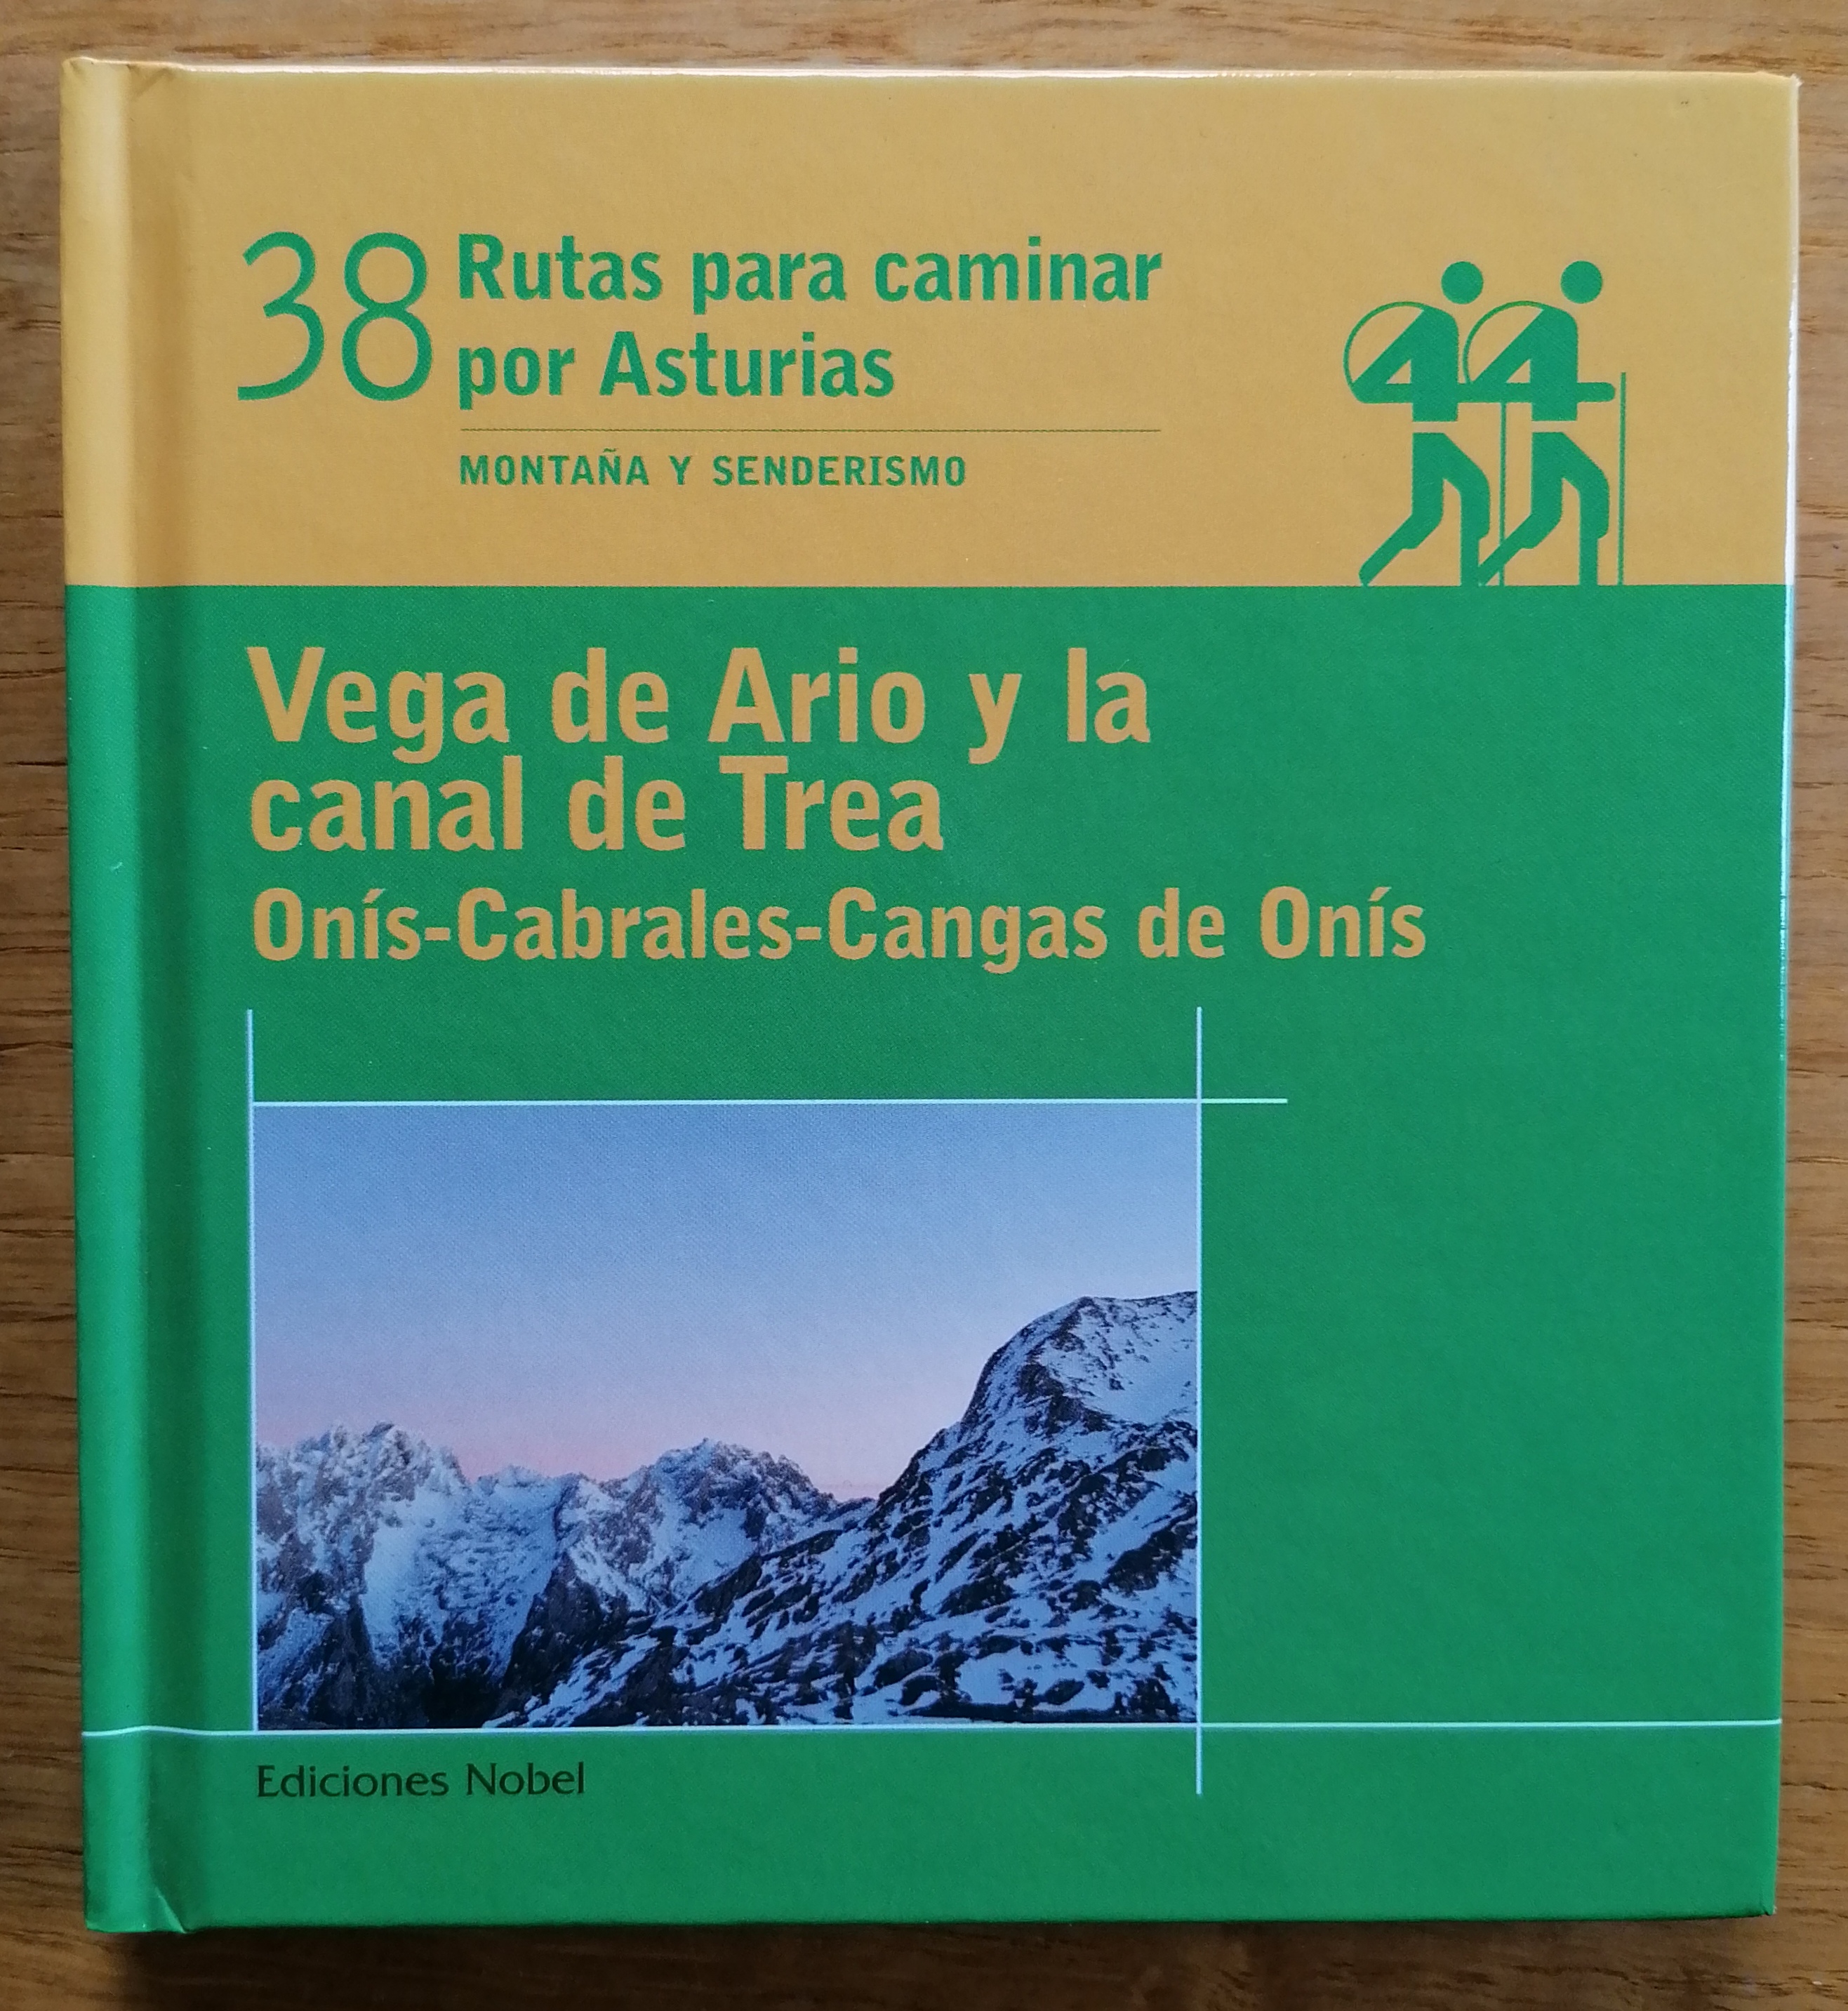 38 Rutas para caminar
por Asturias
MONTAÑA Y SENDERISMO
Vega de Ario y la
canal de Trea
Onís-Cabrales-Cangas de Onís
Ediciones Nobel